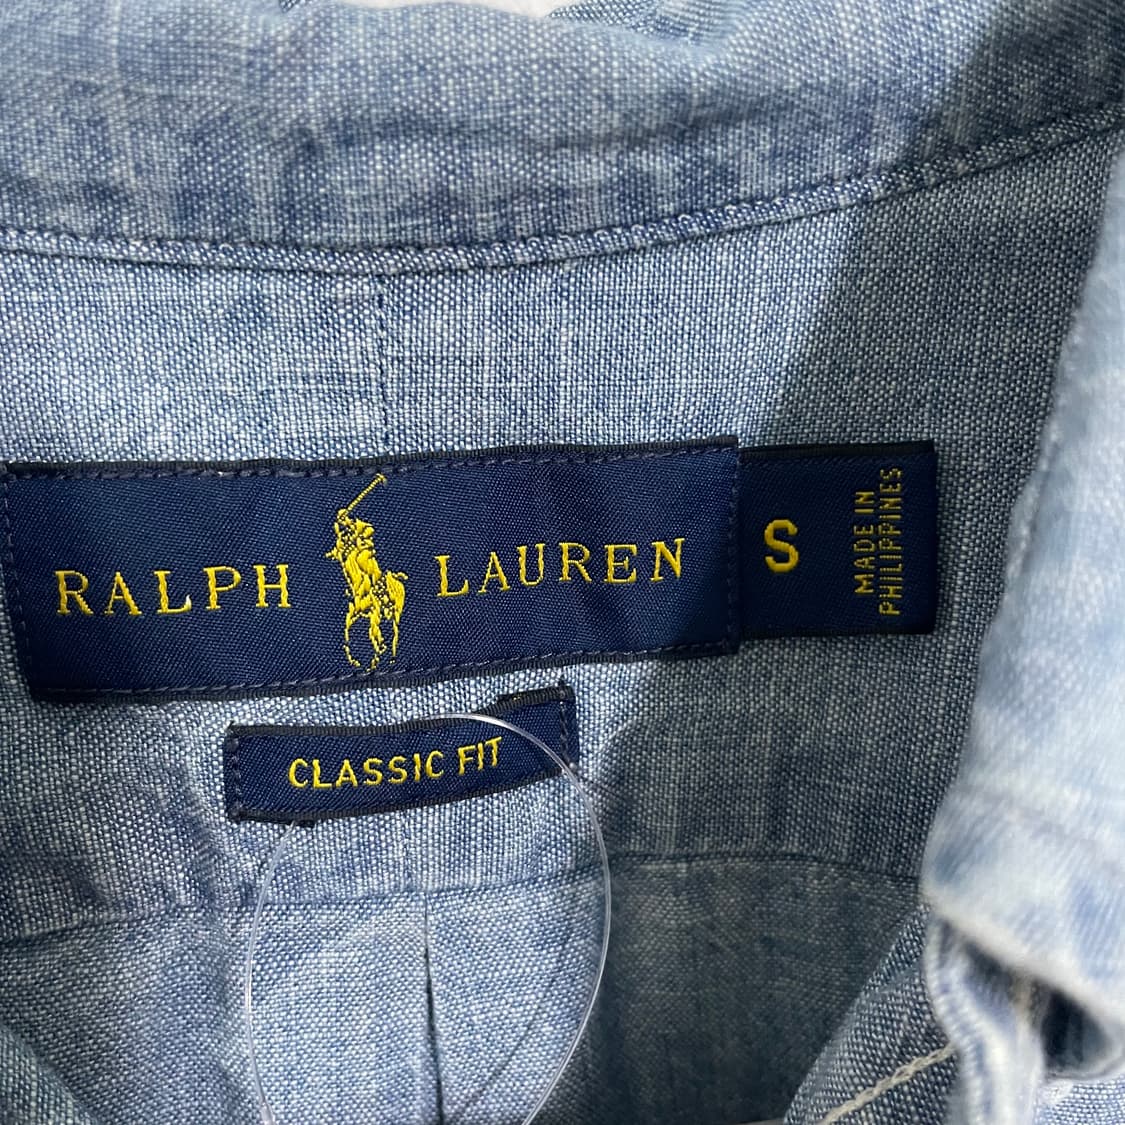 RALPH LAUREN
S
MADE IN
PHILIPPINES
CLASSIC FIT